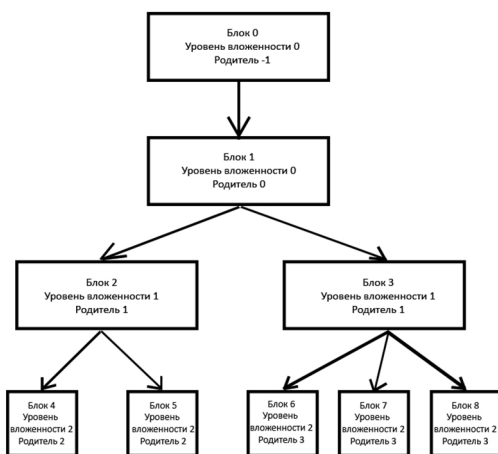 Блок 0
Уровень вложенности 0
Родитель -1
Блок 1
Уровень вложенности 0
Родитель 0
Блок 2
Уровень вложенности 1
Родитель 1
Блок 3
Уровень вложенности 1
Родитель 1
Блок 4
Уровень
вложенности 2
Родитель 2
Блок 5
Уровень
вложенности 2
Родитель 2
Блок 6
Уровень
вложенности 2
Родитель 3
Блок 7
Уровень
вложенности 2
Родитель 3
Блок 8
Уровень
вложенности 2
Родитель 3